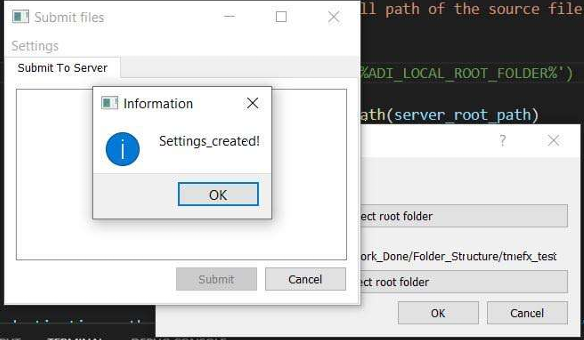 Submit files
ll path of the source file
Settings
Submit To Server
%ADI_LOCAL_ROOT_FOLDER%')
Information
ath(server_root_path)
Settings_created!
?
OK
ect root folder
ork_Done/Folder_Structure/tmefx_test
ect root folder
Submit
Cancel
OK
Cancel
TERMINAL